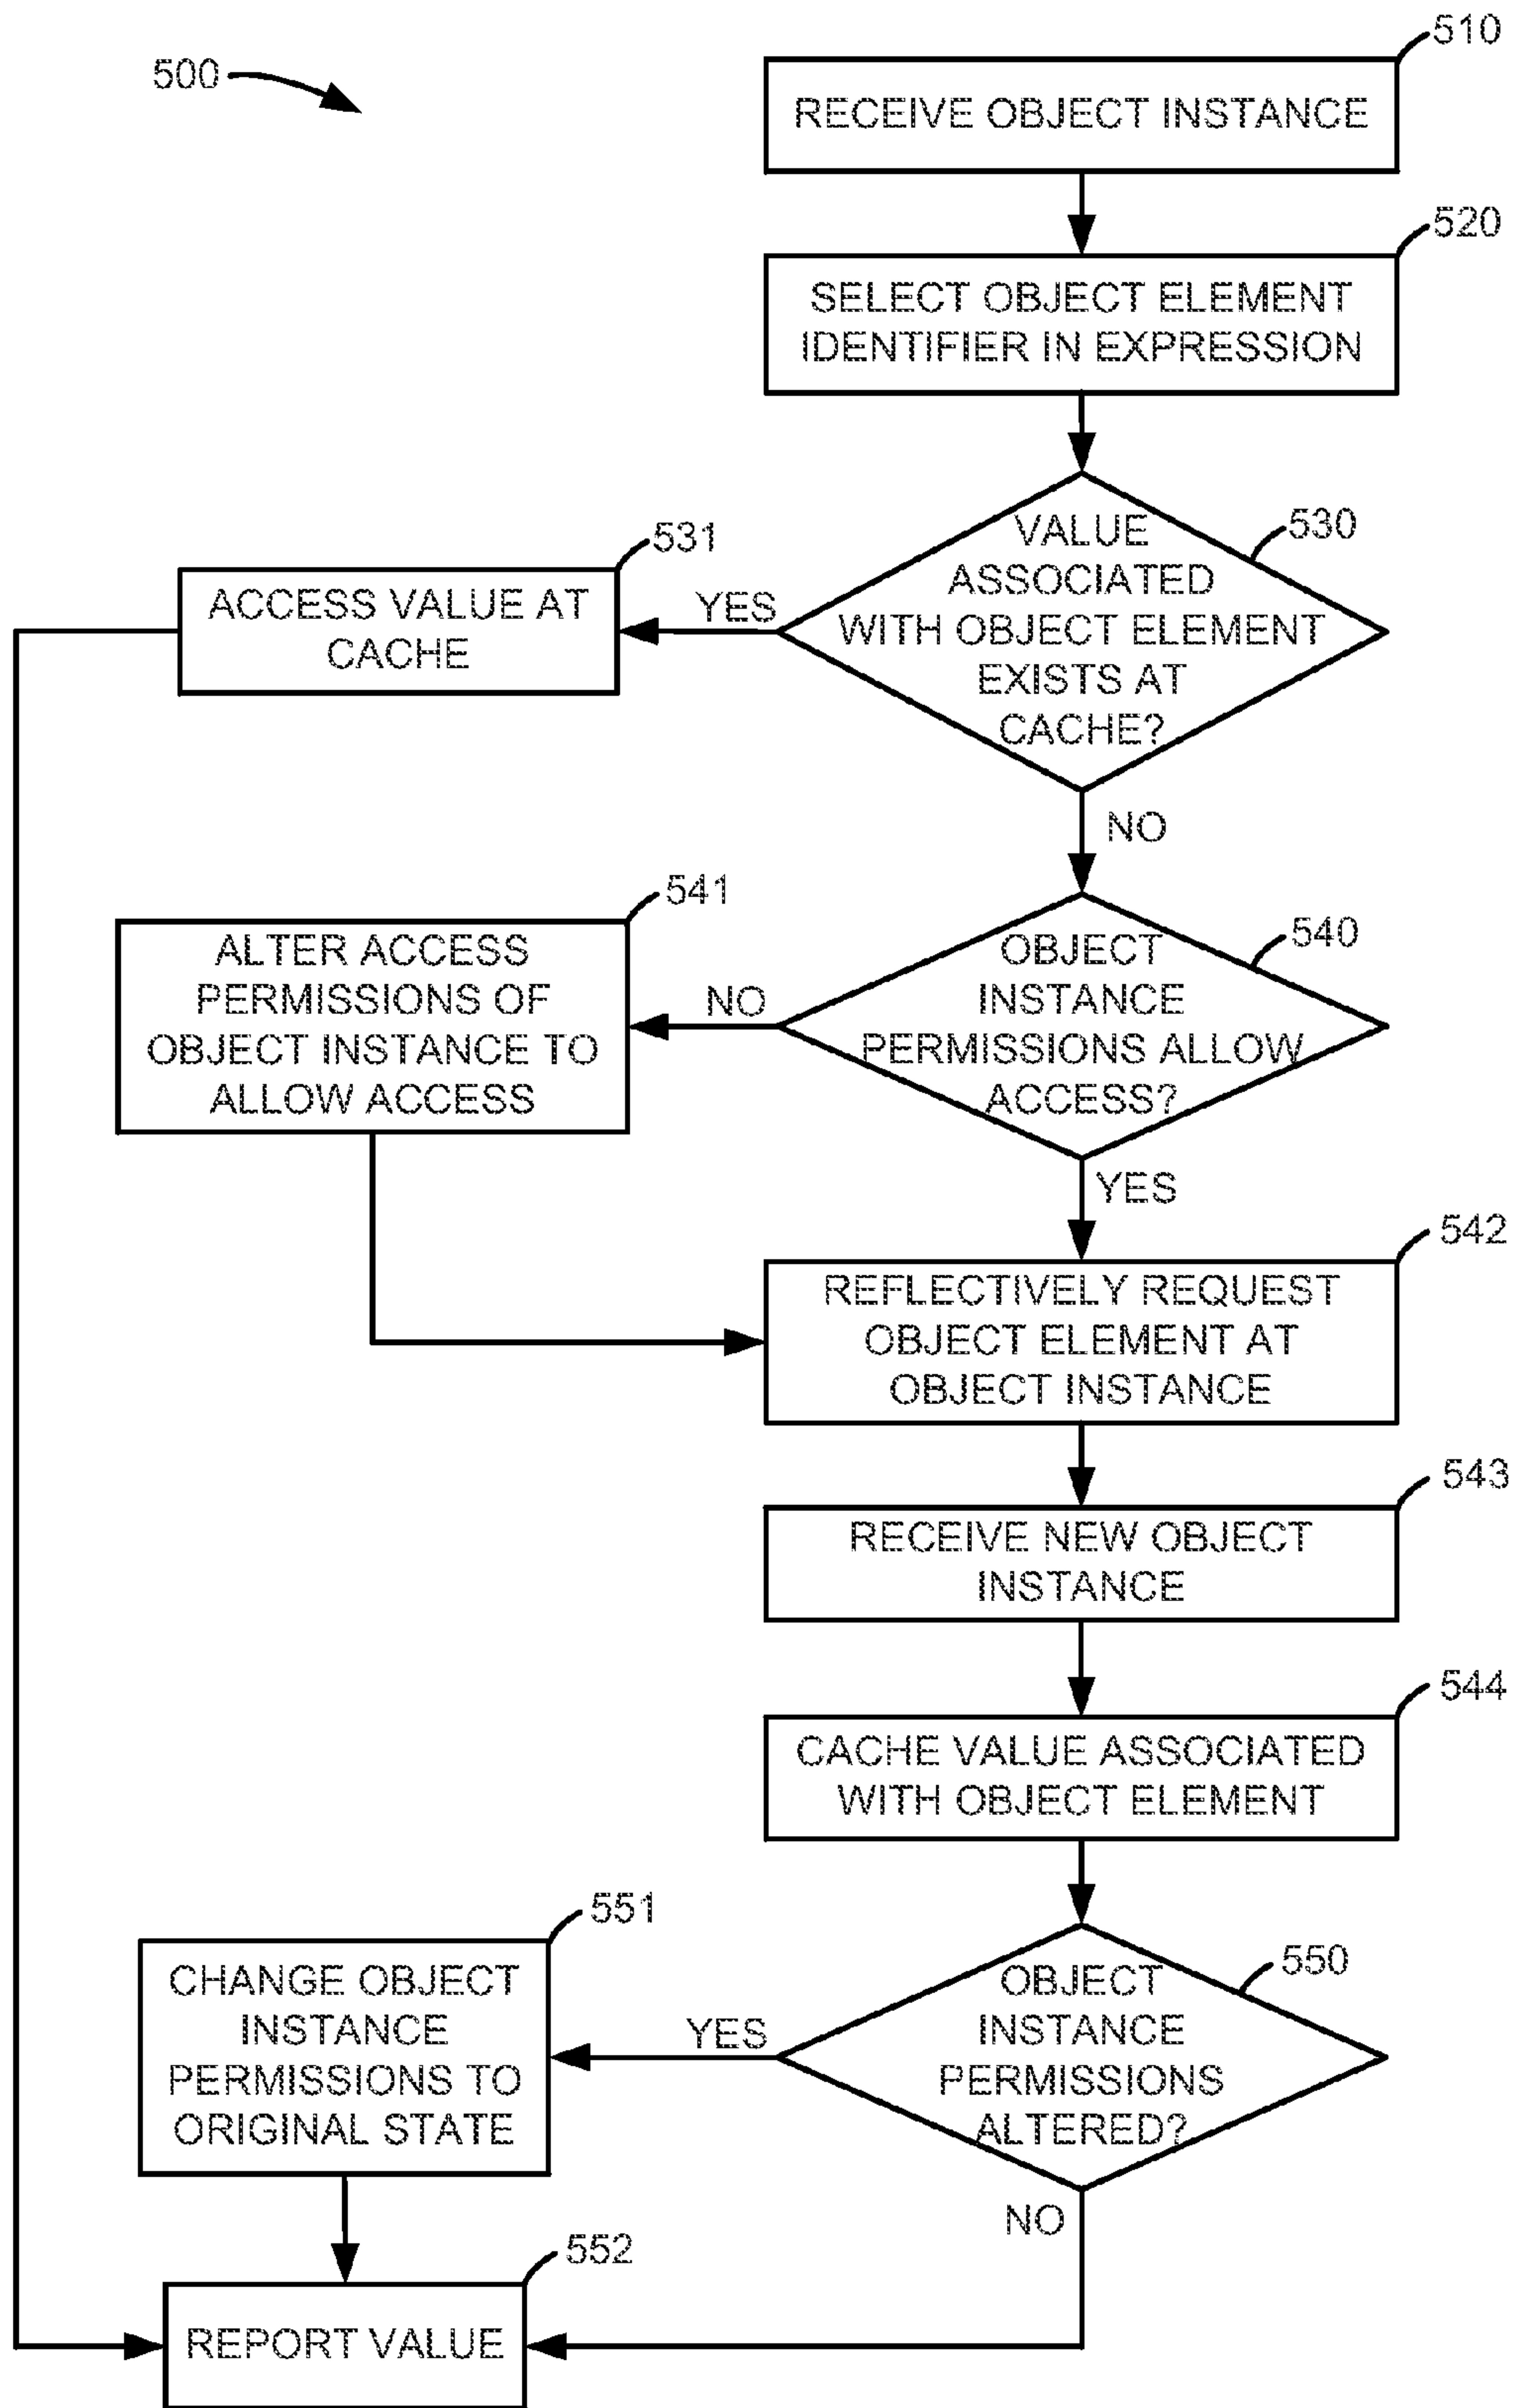 500
510
RECEIVE OBJECT INSTANCE
520
SELECT OBJECT ELEMENT
IDENTIFIER IN EXPRESSION
530
VALUE
ASSOCIATED
WITH OBJECT ELEMENT
EXISTS AT
CACHE?
YES
531
ACCESS VALUE AT
CACHE
NO
540
OBJECT
INSTANCE
PERMISSIONS ALLOW
ACCESS?
NO
541
ALTER ACCESS
PERMISSIONS OF
OBJECT INSTANCE TO
ALLOW ACCESS
YES
542
REFLECTIVELY REQUEST
OBJECT ELEMENT AT
OBJECT INSTANCE
543
RECEIVE NEW OBJECT
INSTANCE
544
CACHE VALUE ASSOCIATED
WITH OBJECT ELEMENT
550
OBJECT
INSTANCE
PERMISSIONS
ALTERED?
YES
551
CHANGE OBJECT
INSTANCE
PERMISSIONS TO
ORIGINAL STATE
NO
552
REPORT VALUE